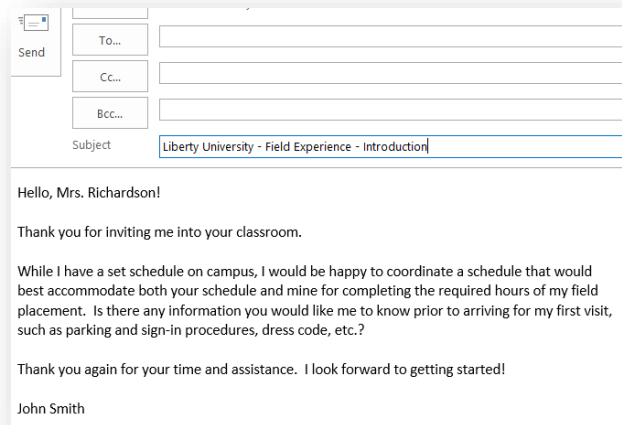 To...
Send
Cc...
Bcc...
Subject
Liberty University - Field Experience - Introduction
Hello, Mrs. Richardson!
Thank you for inviting me into your classroom.
While I have a set schedule on campus, I would be happy to coordinate a schedule that would
best accommodate both your schedule and mine for completing the required hours of my field
placement.  Is there any information you would like me to know prior to arriving for my first visit,
such as parking and sign-in procedures, dress code, etc.?
Thank you again for your time and assistance.  I look forward to getting started!
John Smith